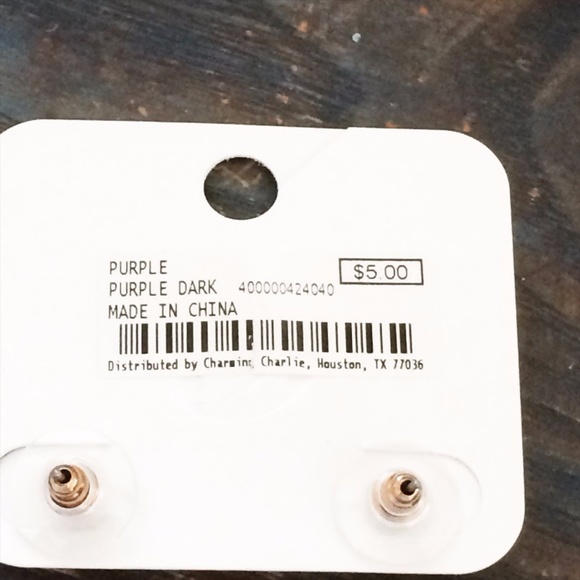 PURPLE
PURPLE DARK 400000424040 $5.00
MADE IN CHINA
Distributed by Charming Charlie, Houston, TX 77036